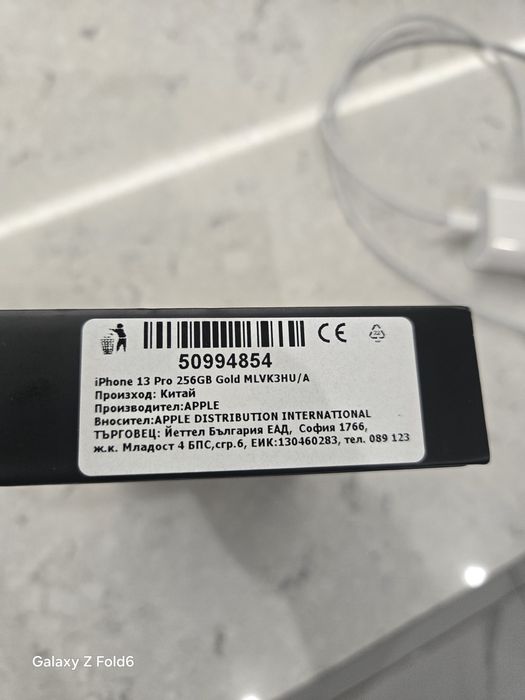 CE
50994854
iPhone 13 Pro 256GB Gold MLVK3HU/A
Произход: Китай
Производител:APPLE
Вносител:APPLE DISTRIBUTION INTERNATIONAL
ТЪРГОВЕЦ: Йеттел България ЕАД, София 1766,
ж.к. Младост 4 БПС,сгр.6, ЕИК:130460283, тел. 089 123
Galaxy Z Fold6